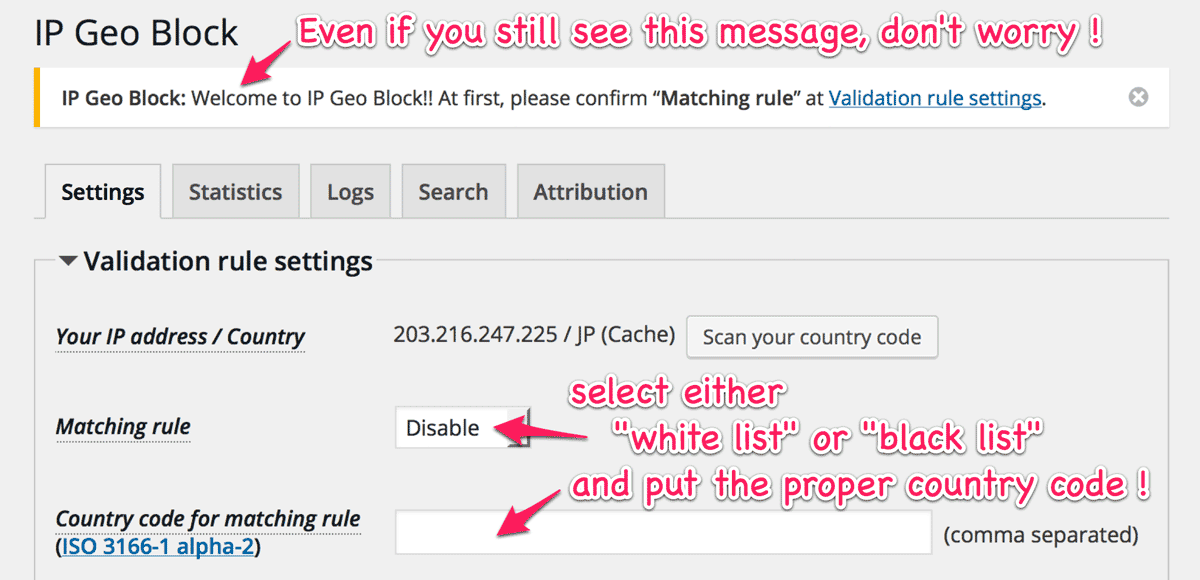 IP Geo Block
Even if you still see this message, don't worry !
IP Geo Block: Welcome to IP Geo Block!! At first, please confirm “Matching rule” at Validation rule settings.
Settings
Statistics
Logs
Search
Attribution
Validation rule settings
Your IP address / Country
203.216.247.225 / JP (Cache)
Scan your country code
select either
Matching rule
Disable
"white list" or "black list"
and put the proper country code !
Country code for matching rule
(ISO 3166-1 alpha-2)
(comma separated)